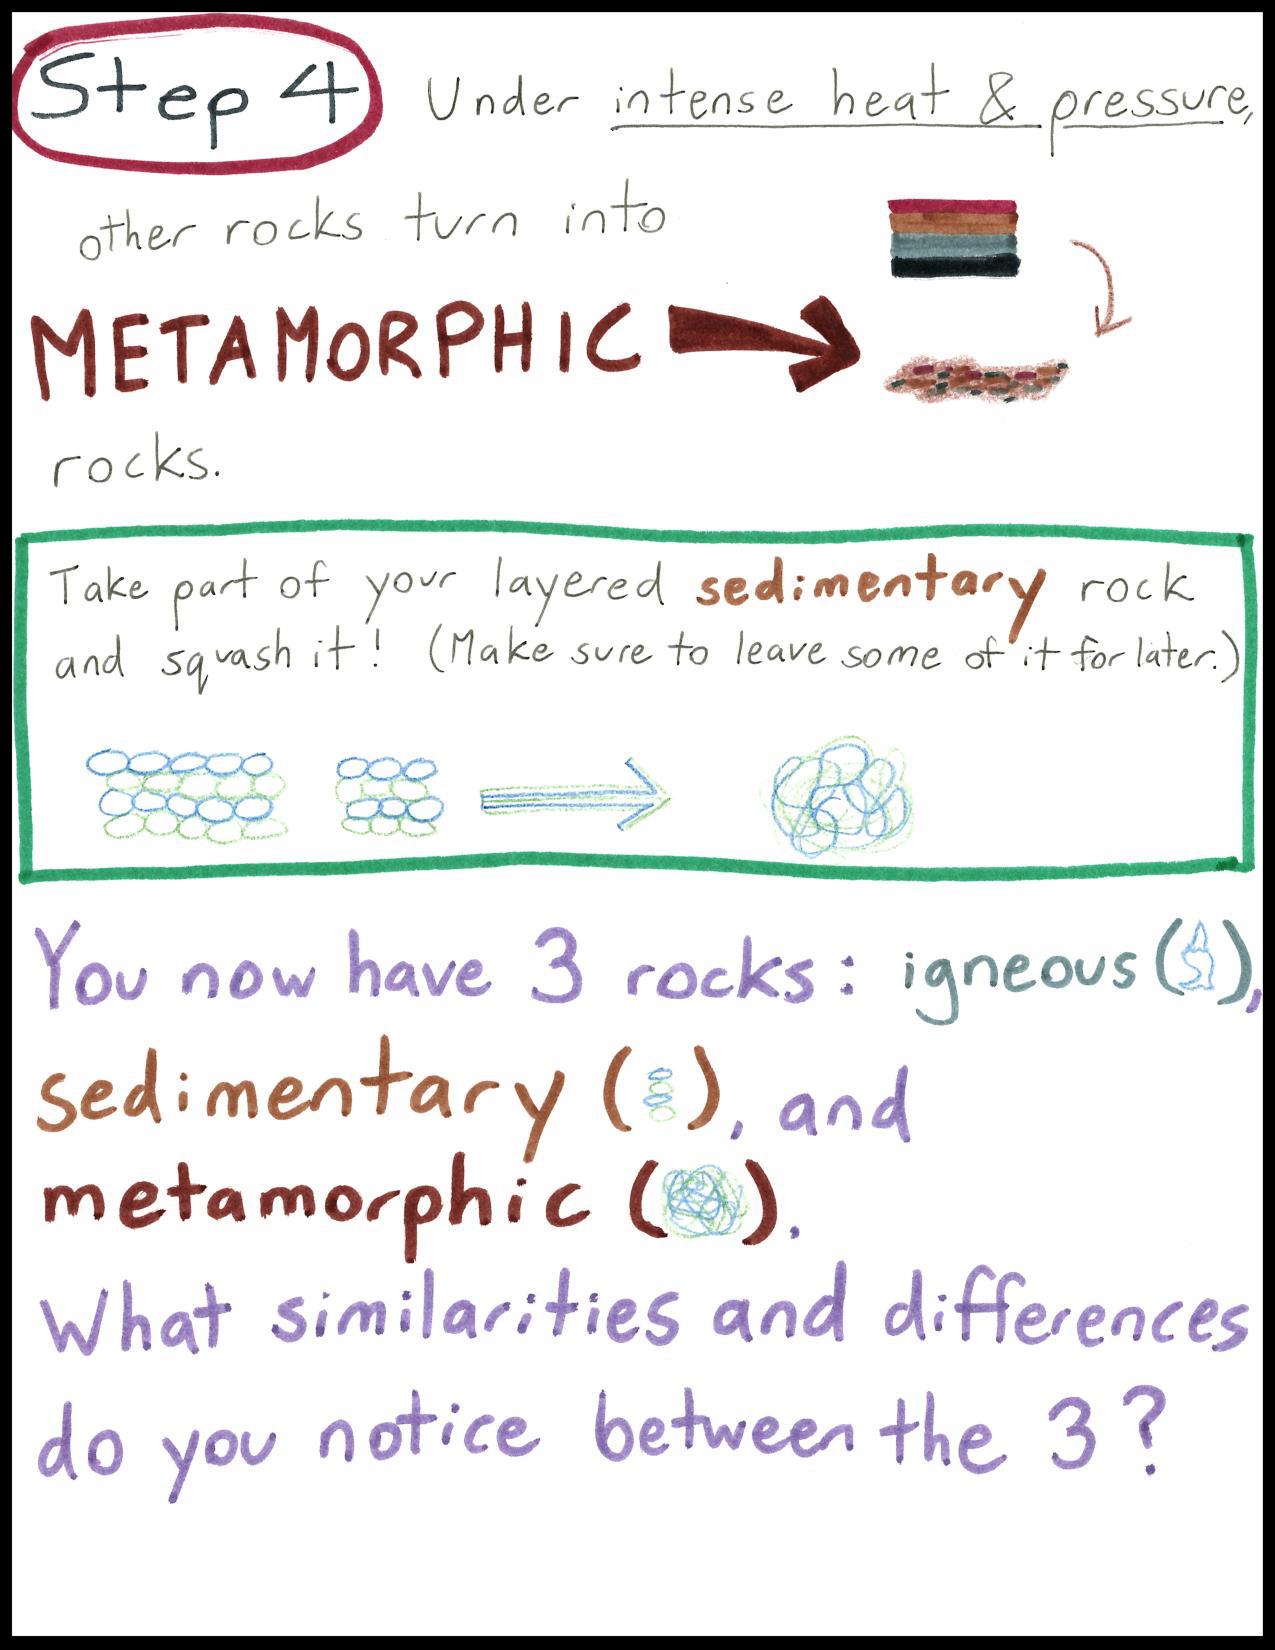 Step 4 Under intense heat & pressure,
other rocks turn into
METAMORPHIC
rocks.
Take part of your layered sedimentary rock
and squash it! (Make sure to leave some of it for later.)
You now have 3 rocks: igneous ( ),
sedimentary ( ), and
metamorphic ( ).
What similarities and differences
do you notice between the 3?